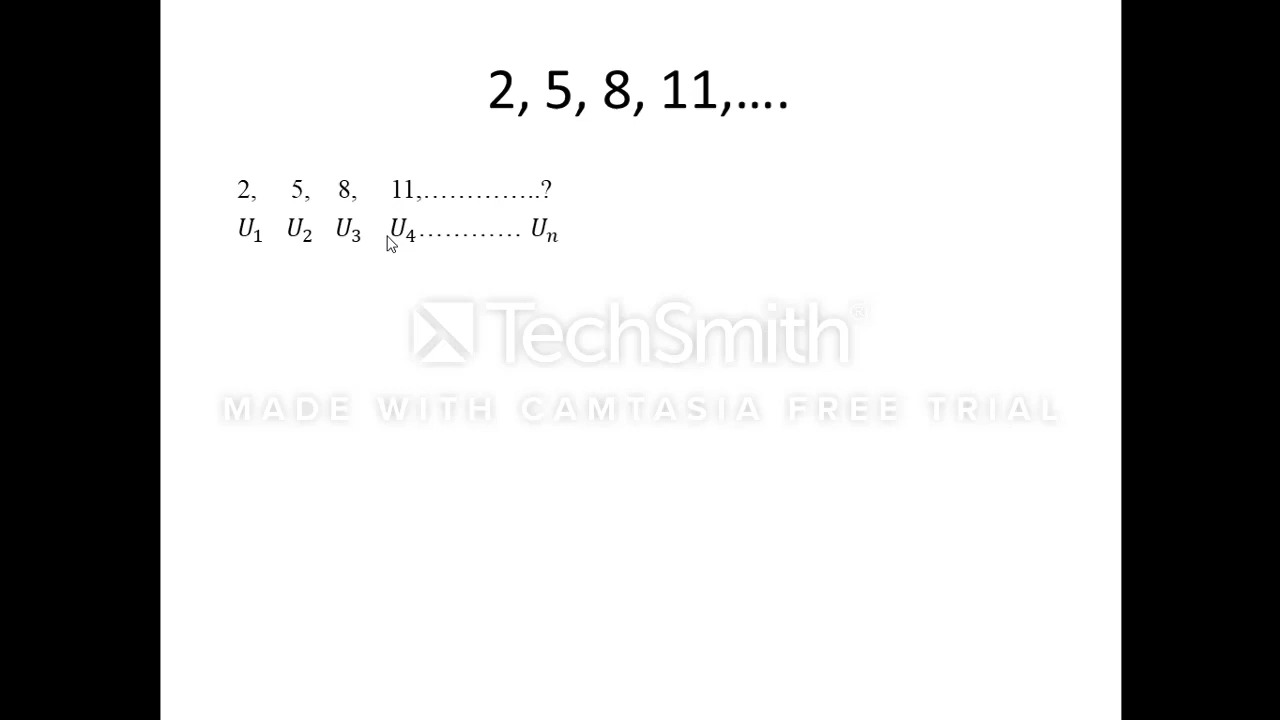 2, 5, 8, 11,….
2, 5, 8, 11,…………..?
U₁ U₂ U₃ U₄………… Uₙ
TechSmith®
MADE WITH CAMTASIA FREE TRIAL